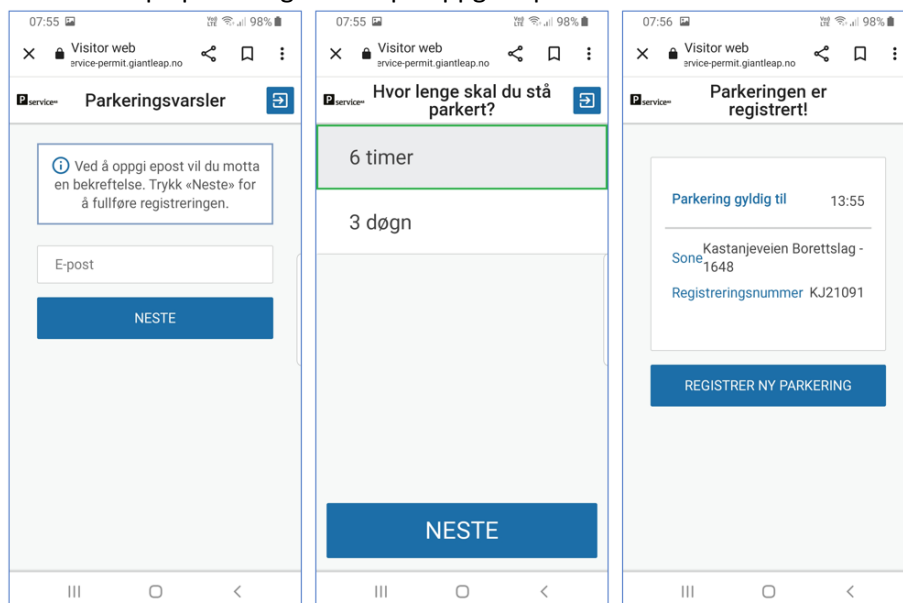 07:55
98%
Visitor web
ervice-permit.giantleap.no
P service
Parkeringsvarsler
Ved å oppgi epost vil du motta
en bekreftelse. Trykk «Neste» for
å fullføre registreringen.
E-post
NESTE
07:55
98%
Visitor web
ervice-permit.giantleap.no
P service
Hvor lenge skal du stå
parkert?
6 timer
3 døgn
NESTE
07:56
98%
Visitor web
ervice-permit.giantleap.no
P service
Parkeringen er
registrert!
Parkering gyldig til 13:55
Sone Kastanjeveien Borettslag -
1648
Registreringsnummer KJ21091
REGISTRER NY PARKERING